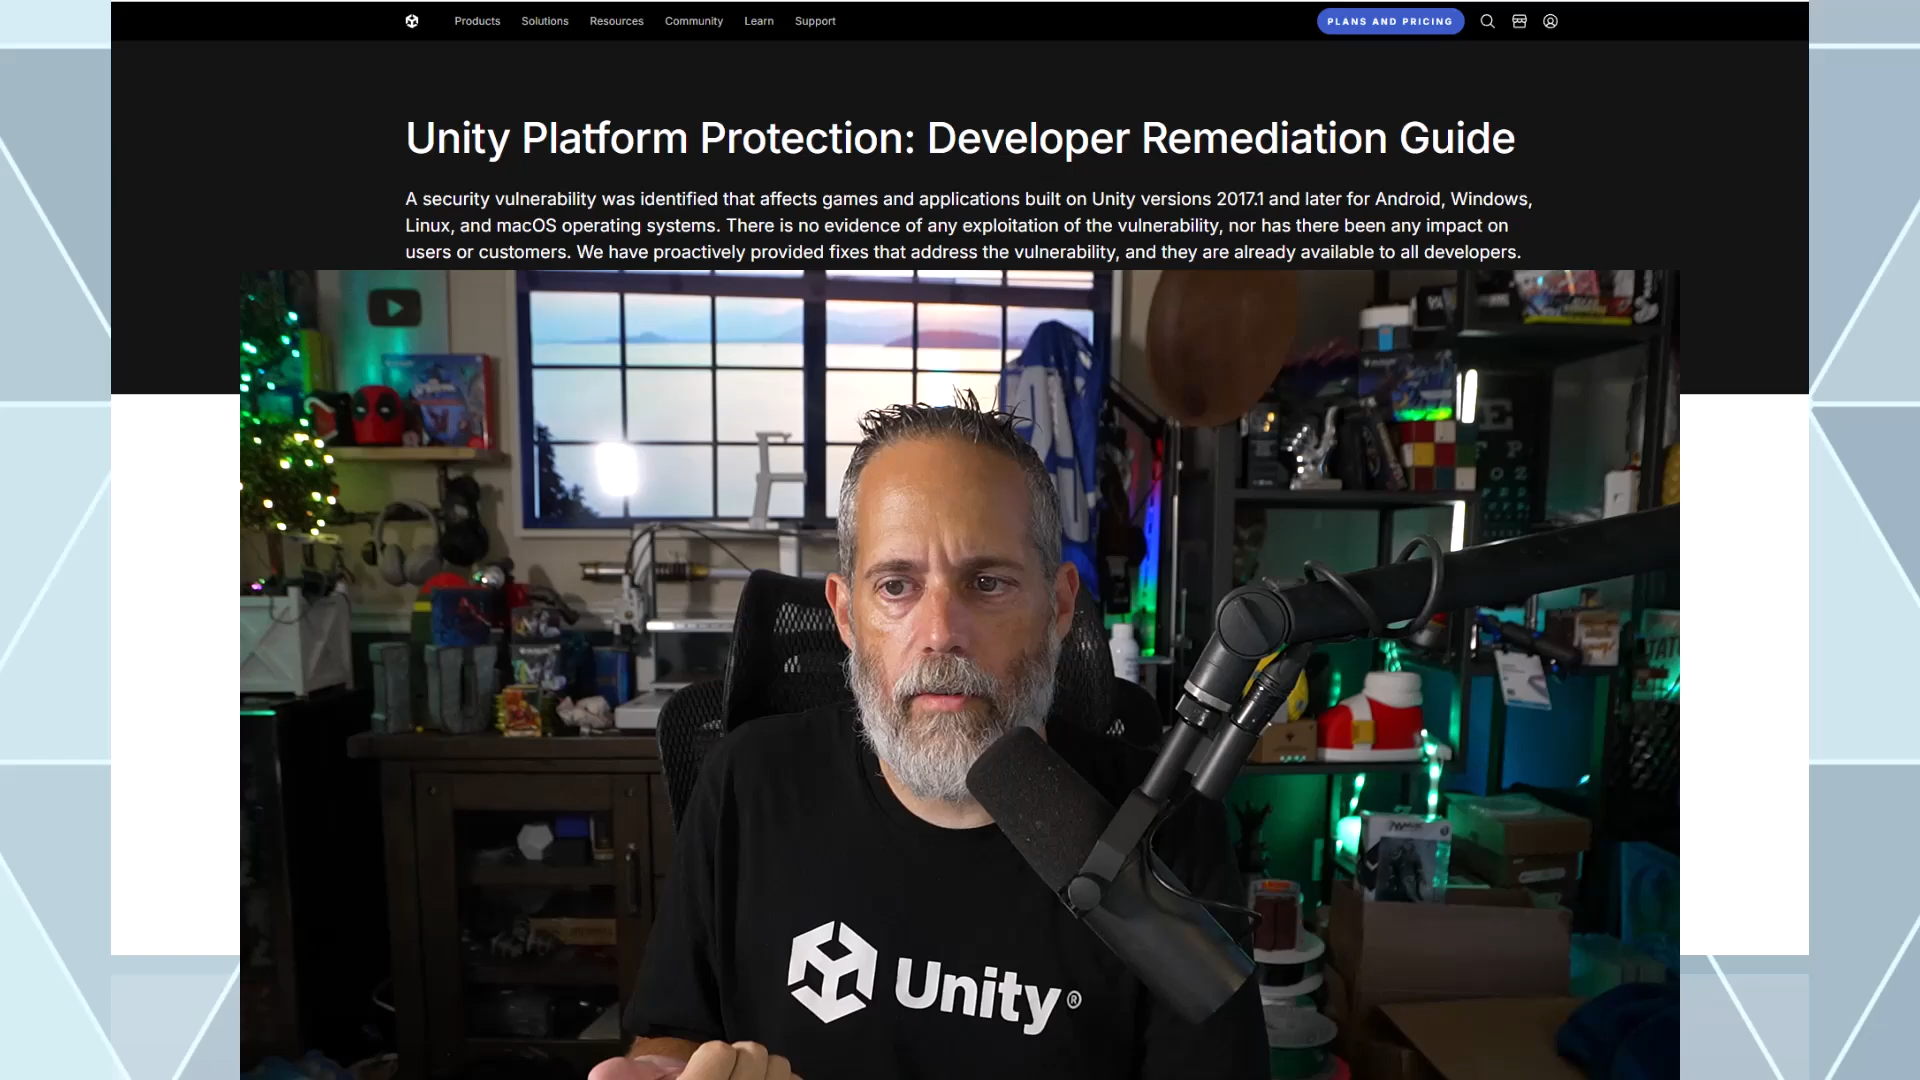 Products Solutions Resources Community Learn Support PLANS AND PRICING
Unity Platform Protection: Developer Remediation Guide
A security vulnerability was identified that affects games and applications built on Unity versions 2017.1 and later for Android, Windows,
Linux, and macOS operating systems. There is no evidence of any exploitation of the vulnerability, nor has there been any impact on
users or customers. We have proactively provided fixes that address the vulnerability, and they are already available to all developers.
Unity®